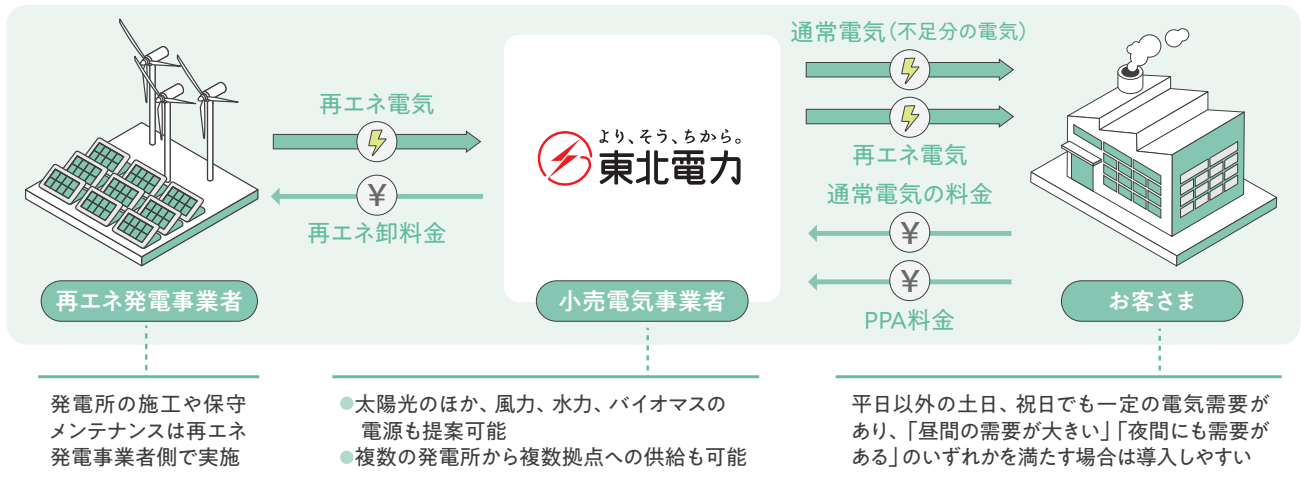 通常電気(不足分の電気)
再エネ電気
再エネ電気
再エネ卸料金
より、そう、ちから。
東北電力
通常電気の料金
PPA料金
¥
¥
¥
再エネ発電事業者
小売電気事業者
お客さま
発電所の施工や保守
メンテナンスは再エネ
発電事業者側で実施
●太陽光のほか、風力、水力、バイオマスの
電源も提案可能
●複数の発電所から複数拠点への供給も可能
平日以外の土日、祝日でも一定の電気需要が
あり、「昼間の需要が大きい」「夜間にも需要が
ある」のいずれかを満たす場合は導入しやすい